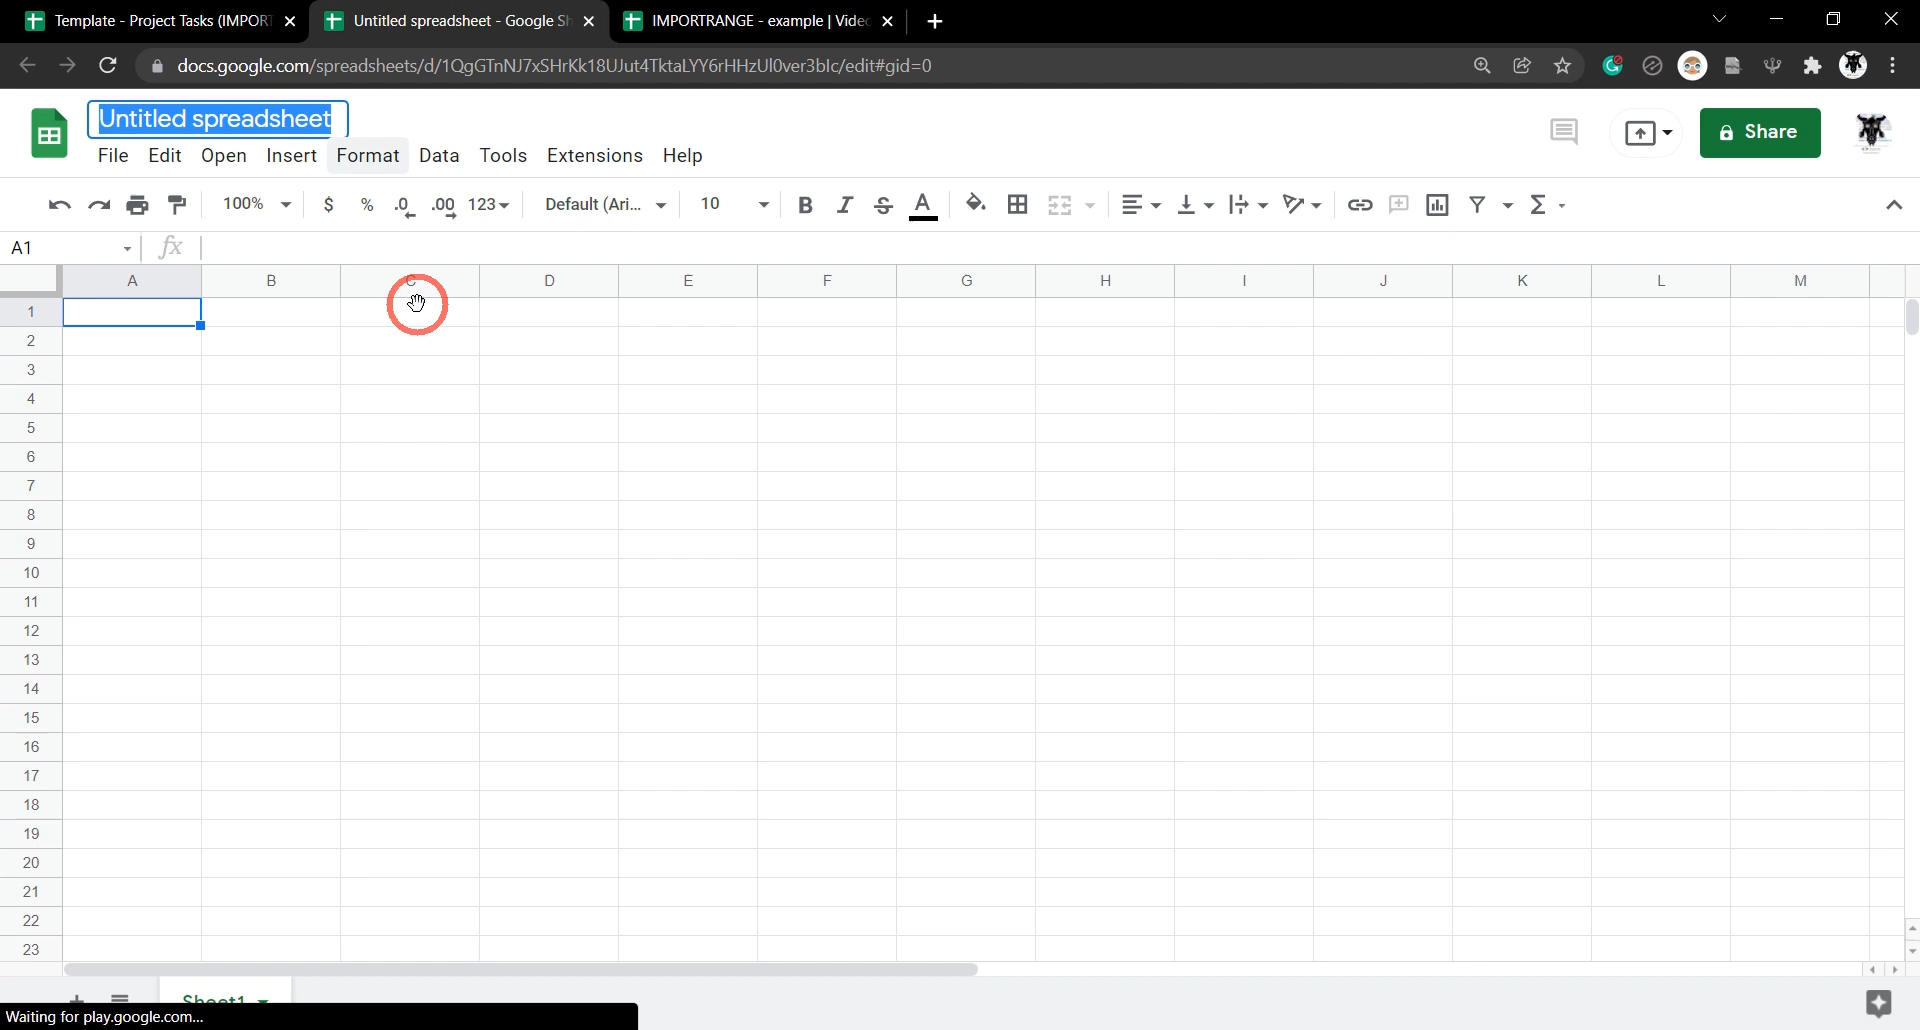 Template - Project Tasks (IMPORT
Untitled spreadsheet - Google Sh
IMPORTRANGE - example | Video
docs.google.com/spreadsheets/d/1QgGTnNJ7xSHrKk18UJut4TktaLYY6rHHzUl0ver3blc/edit#gid=0
Untitled spreadsheet
File Edit Open Insert Format Data Tools Extensions Help
Share
100% $ % .0 .00 123 Default (Ari... 10 B I S A Σ
A1 fx
A B C D E F G H I J K L M
1
2
3
4
5
6
7
8
9
10
11
12
13
14
15
16
17
18
19
20
21
22
23
Sheet1
Waiting for play.google.com...